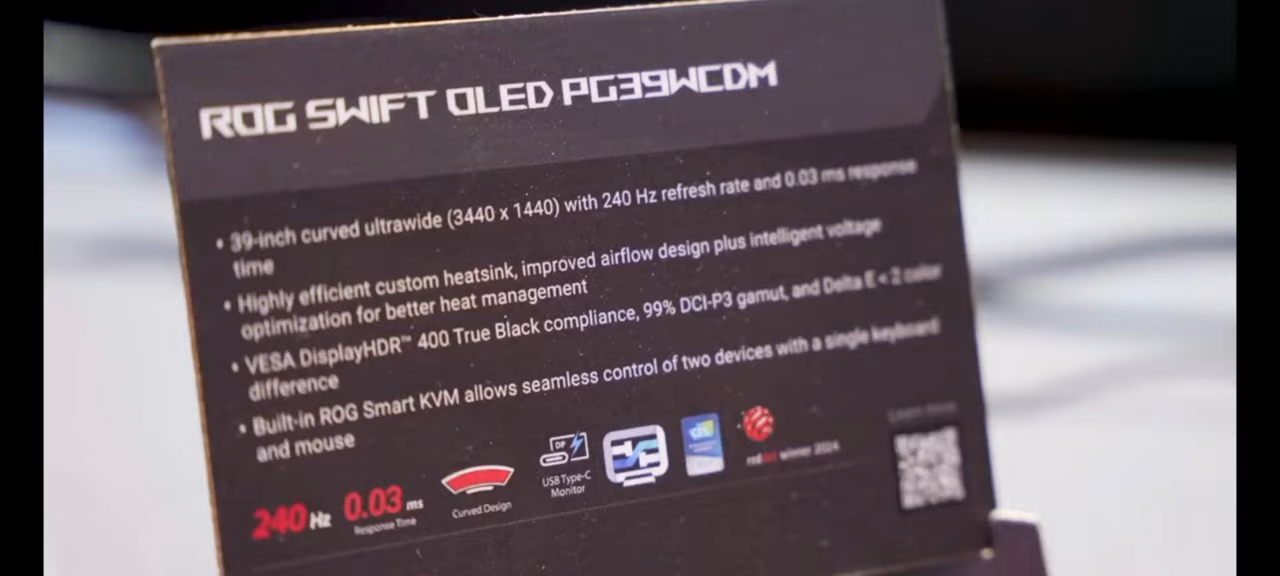 ROG SWIFT OLED PG39WCDM
• 39-inch curved ultrawide (3440 x 1440) with 240 Hz refresh rate and 0.03 ms response
time
• Highly efficient custom heatsink, improved airflow design plus intelligent voltage
optimization for better heat management
• VESA DisplayHDR™ 400 True Black compliance, 99% DCI-P3 gamut, and Delta E < 2 color
difference
• Built-in ROG Smart KVM allows seamless control of two devices with a single keyboard
and mouse
240 Hz
0.03 ms
Response Time
Curved Design
DP
USB Type-C
Monitor
reddot winner 2024